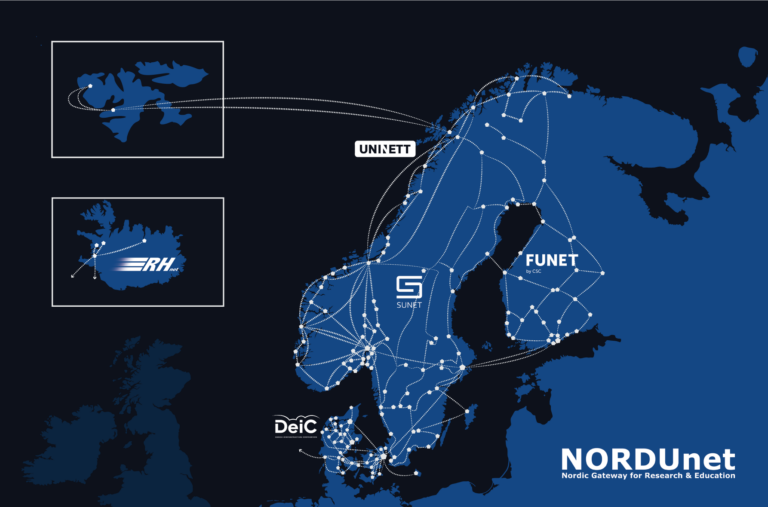 UNINETT
RHnet
FUNET
by CSC
SUNET
DeiC
NORDUnet
Nordic Gateway for Research & Education